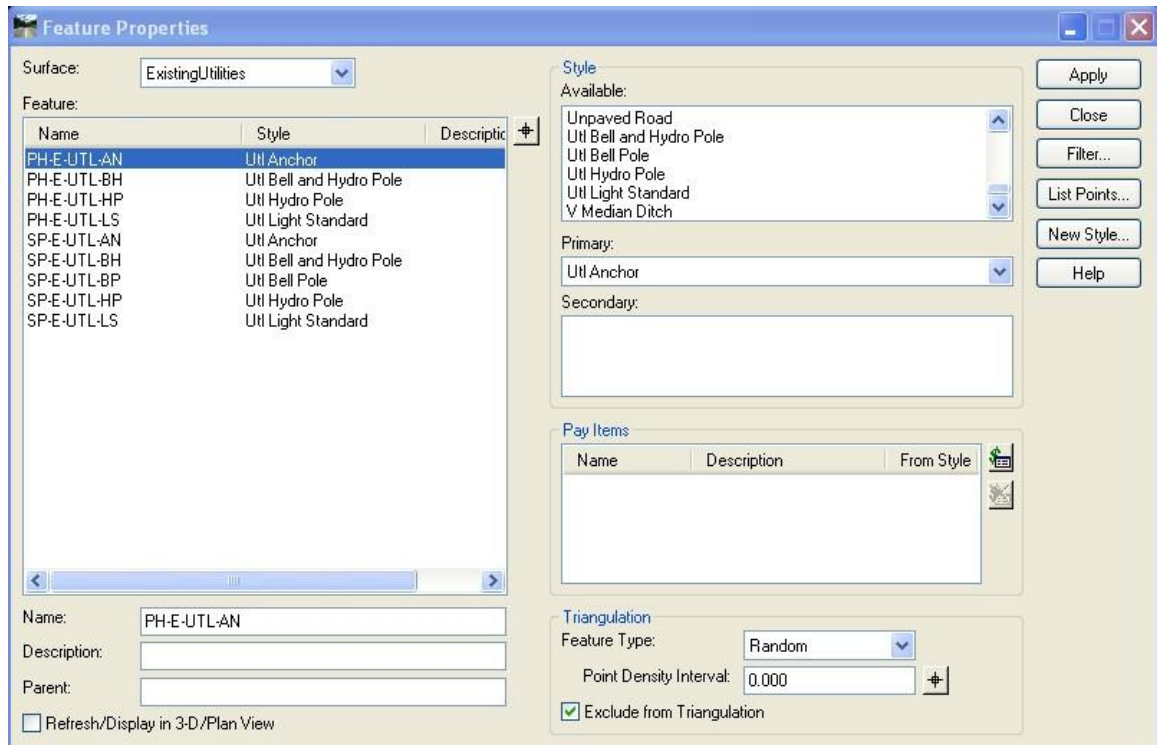 Feature Properties
Surface: ExistingUtilities
Feature:
Name Style Descriptic
PH-E-UTL-AN Utl Anchor
PH-E-UTL-BH Utl Bell and Hydro Pole
PH-E-UTL-HP Utl Hydro Pole
PH-E-UTL-LS Utl Light Standard
SP-E-UTL-AN Utl Anchor
SP-E-UTL-BH Utl Bell and Hydro Pole
SP-E-UTL-BP Utl Bell Pole
SP-E-UTL-HP Utl Hydro Pole
SP-E-UTL-LS Utl Light Standard
Name: PH-E-UTL-AN
Description:
Parent:
Refresh/Display in 3-D/Plan View
Style
Available:
Unpaved Road
Utl Bell and Hydro Pole
Utl Bell Pole
Utl Hydro Pole
Utl Light Standard
V Median Ditch
Primary:
Utl Anchor
Secondary:
Pay Items
Name Description From Style
Triangulation
Feature Type: Random
Point Density Interval: 0.000
Exclude from Triangulation
Apply
Close
Filter...
List Points...
New Style...
Help